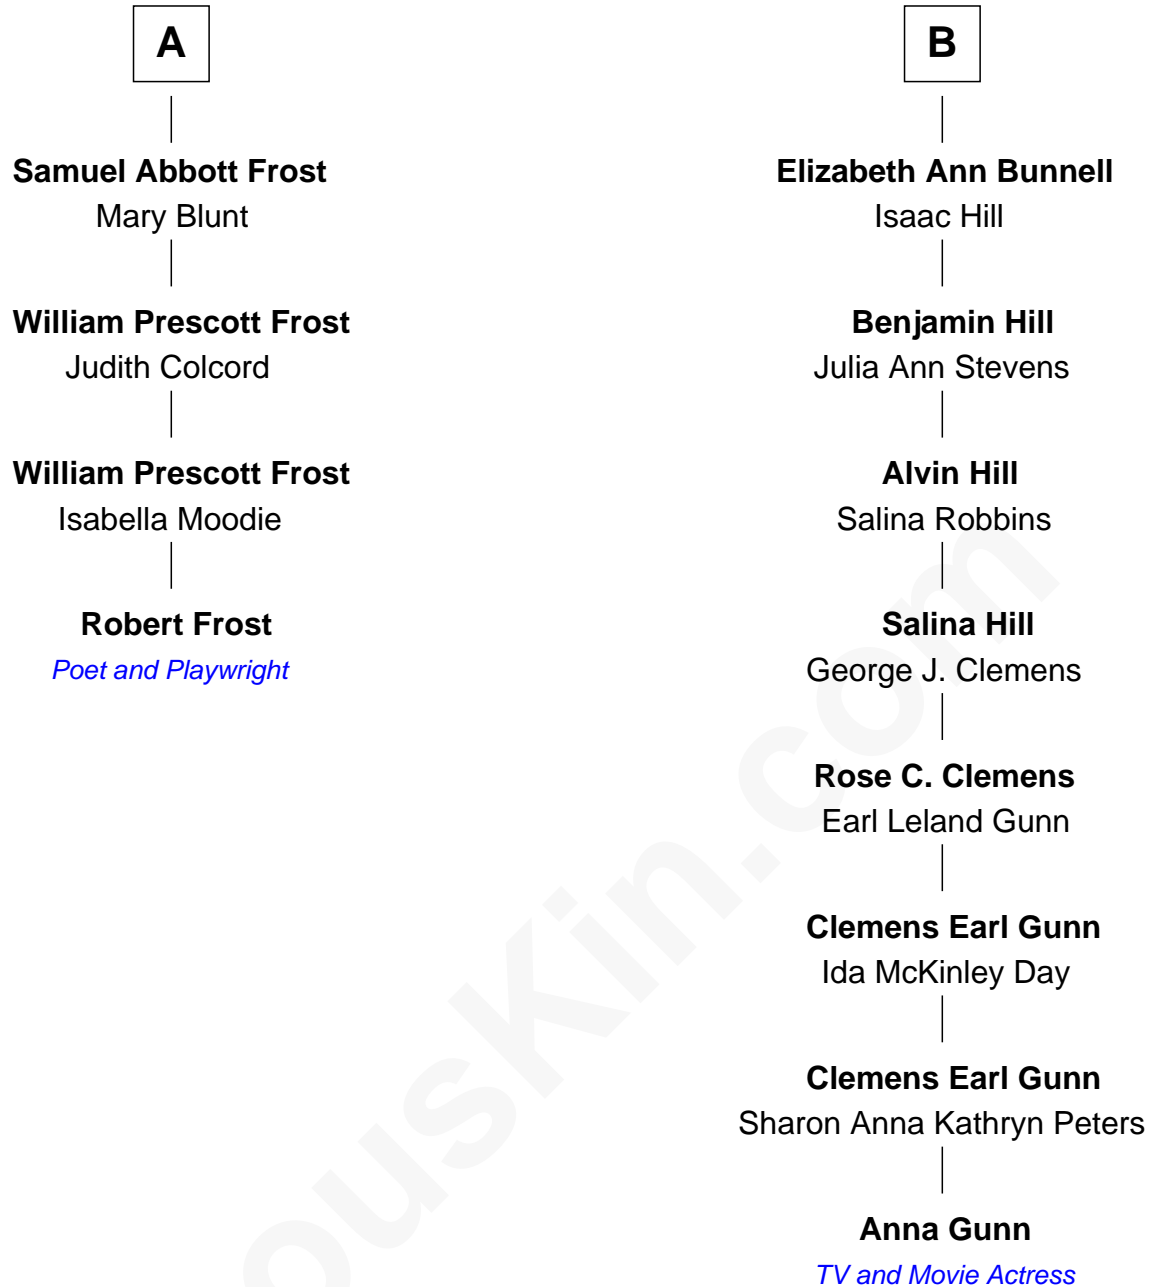 A
Samuel Abbott Frost
Mary Blunt
William Prescott Frost
Judith Colcord
William Prescott Frost
Isabella Moodie
Robert Frost
Poet and Playwright
B
Elizabeth Ann Bunnell
Isaac Hill
Benjamin Hill
Julia Ann Stevens
Alvin Hill
Salina Robbins
Salina Hill
George J. Clemens
Rose C. Clemens
Earl Leland Gunn
Clemens Earl Gunn
Ida McKinley Day
Clemens Earl Gunn
Sharon Anna Kathryn Peters
Anna Gunn
TV and Movie Actress
ousKin.com